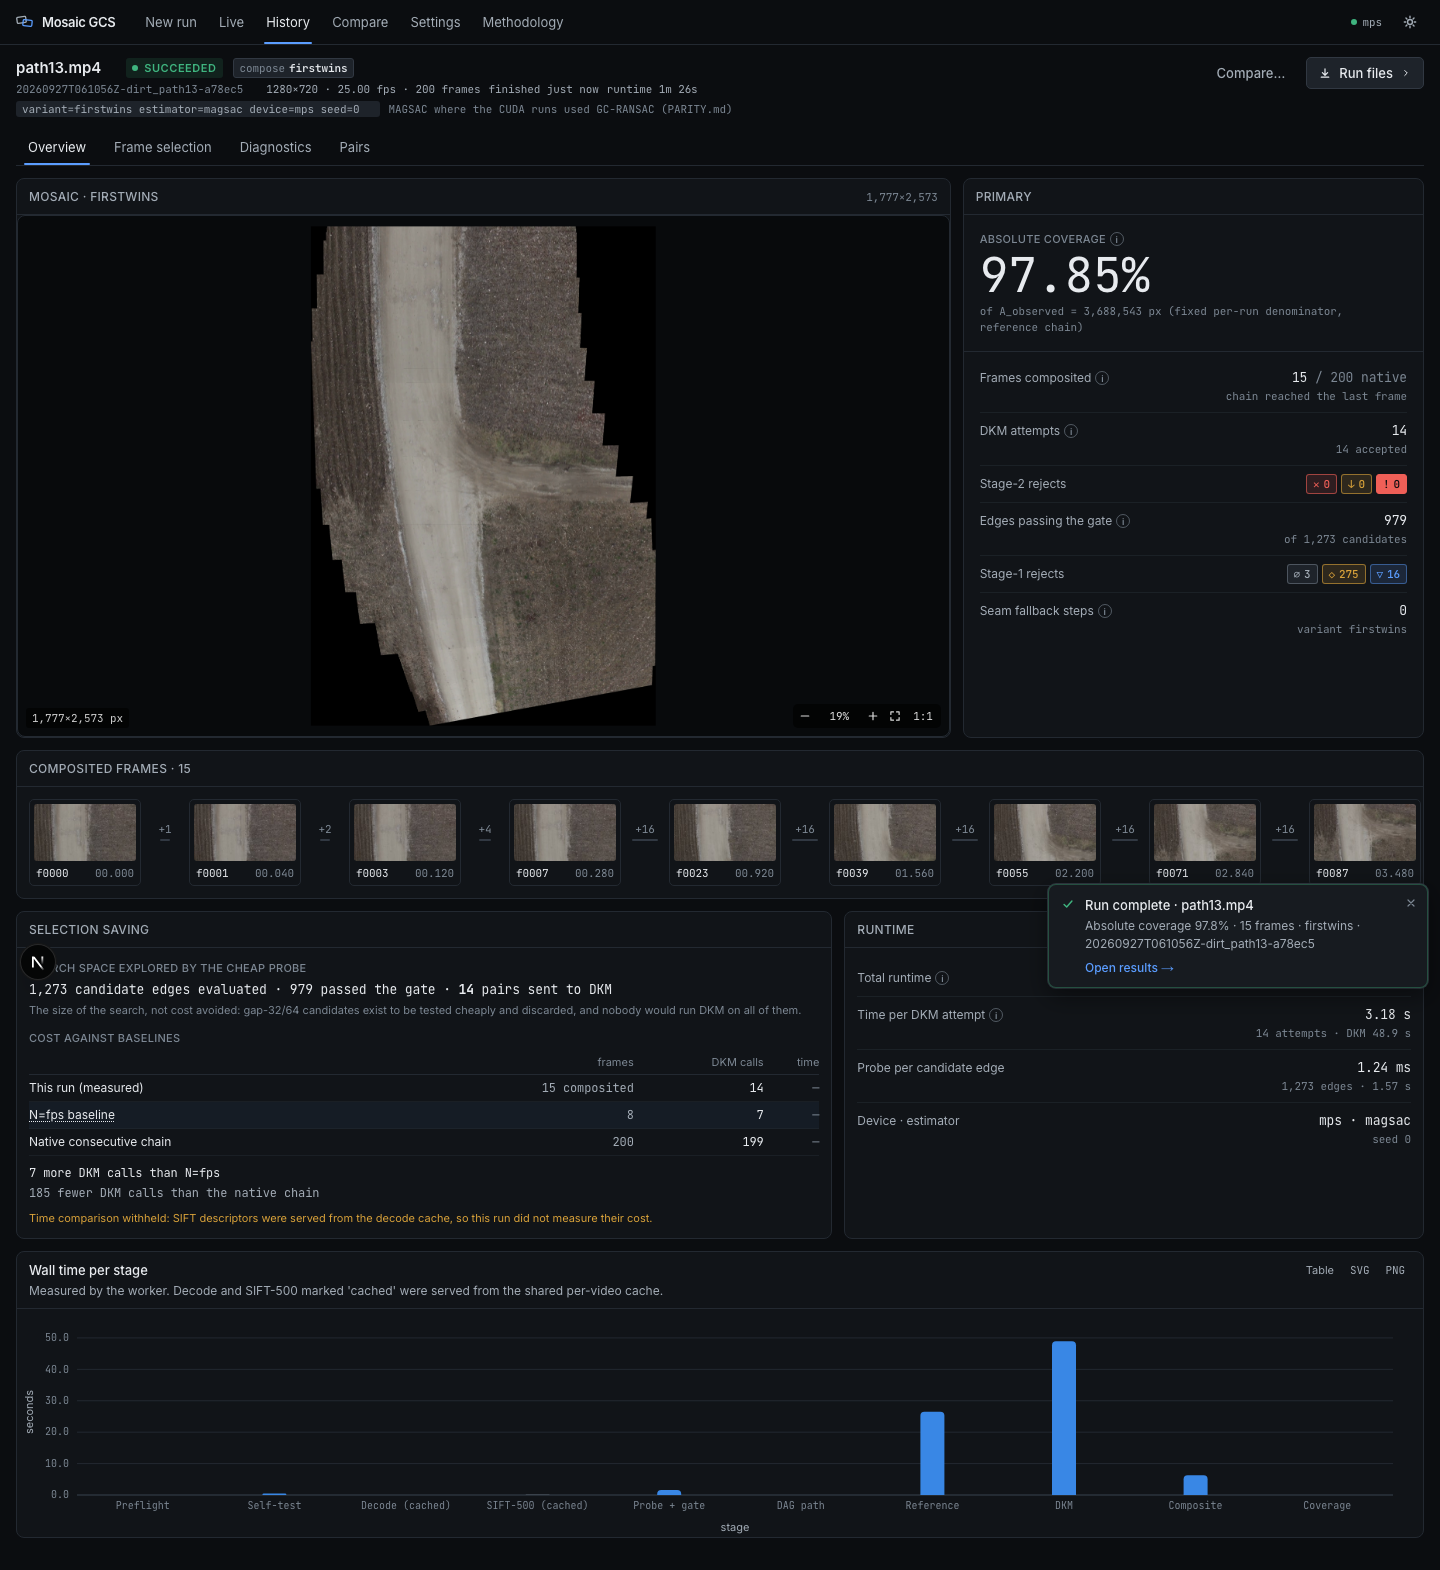 Mosaic GCS New run Live History Compare Settings Methodology mps
path13.mp4 SUCCEEDED compose firstwins Compare... Run files
20260927T061056Z-dirt_path13-a78ec5 1280×720 · 25.00 fps · 200 frames finished just now runtime 1m 26s
variant=firstwins estimator=magsac device=mps seed=0 MAGSAC where the CUDA runs used GC-RANSAC (PARITY.md)
Overview Frame selection Diagnostics Pairs
MOSAIC · FIRSTWINS 1,777×2,573
1,777×2,573 px
− 19% + 1:1
PRIMARY
ABSOLUTE COVERAGE
97.85%
of A_observed = 3,688,543 px (fixed per-run denominator,
reference chain)
Frames composited 15 / 200 native
chain reached the last frame
DKM attempts 14
14 accepted
Stage-2 rejects × 0 ↓ 0 ! 0
Edges passing the gate 979
of 1,273 candidates
Stage-1 rejects ⌀ 3 ◇ 275 ▽ 16
Seam fallback steps 0
variant firstwins
COMPOSITED FRAMES · 15
+1 +2 +4 +16 +16 +16 +16 +16
f0000 00.000 f0001 00.040 f0003 00.120 f0007 00.280 f0023 00.920 f0039 01.560 f0055 02.200 f0071 02.840 f0087 03.480
Run complete · path13.mp4
Absolute coverage 97.8% · 15 frames · firstwins ·
20260927T061056Z-dirt_path13-a78ec5
Open results →
SELECTION SAVING
N
RCH SPACE EXPLORED BY THE CHEAP PROBE
1,273 candidate edges evaluated · 979 passed the gate · 14 pairs sent to DKM
The size of the search, not cost avoided: gap-32/64 candidates exist to be tested cheaply and discarded, and nobody would run DKM on all of them.
COST AGAINST BASELINES
frames DKM calls time
This run (measured) 15 composited 14 —
N=fps baseline 8 7 —
Native consecutive chain 200 199 —
7 more DKM calls than N=fps
185 fewer DKM calls than the native chain
Time comparison withheld: SIFT descriptors were served from the decode cache, so this run did not measure their cost.
RUNTIME
Total runtime
Time per DKM attempt 3.18 s
14 attempts · DKM 48.9 s
Probe per candidate edge 1.24 ms
1,273 edges · 1.57 s
Device · estimator mps · magsac
seed 0
Wall time per stage Table SVG PNG
Measured by the worker. Decode and SIFT-500 marked 'cached' were served from the shared per-video cache.
50.0
40.0
30.0
20.0
10.0
0.0
seconds
Preflight Self-test Decode (cached) SIFT-500 (cached) Probe + gate DAG path Reference DKM Composite Coverage
stage